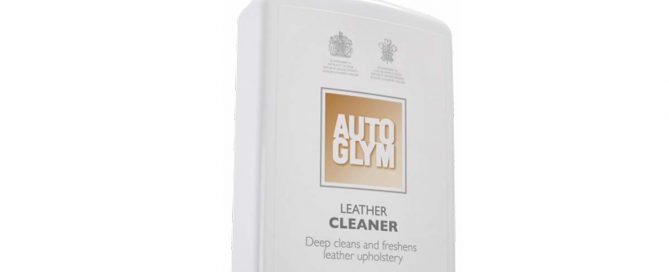 AUTO
GLYM
LEATHER
CLEANER
Deep cleans and freshens
leather upholstery